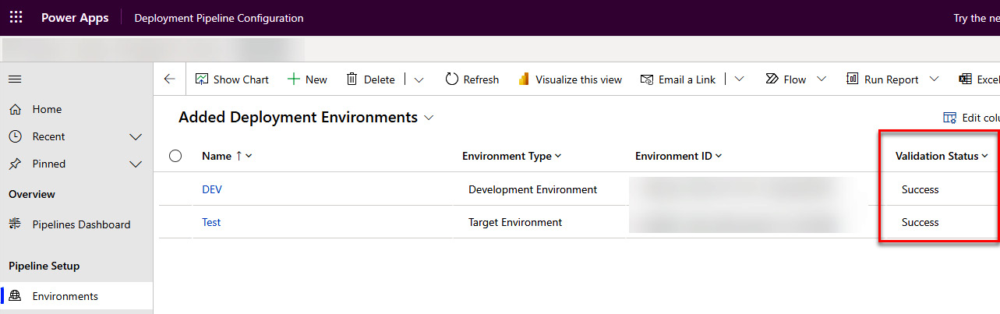 Power Apps Deployment Pipeline Configuration Try the ne
Show Chart New Delete Refresh Visualize this view Email a Link Flow Run Report Excel
Home
Recent
Pinned
Overview
Pipelines Dashboard
Pipeline Setup
Environments
Added Deployment Environments Edit colu
Name ↑ Environment Type Environment ID Validation Status
DEV Development Environment Success
Test Target Environment Success